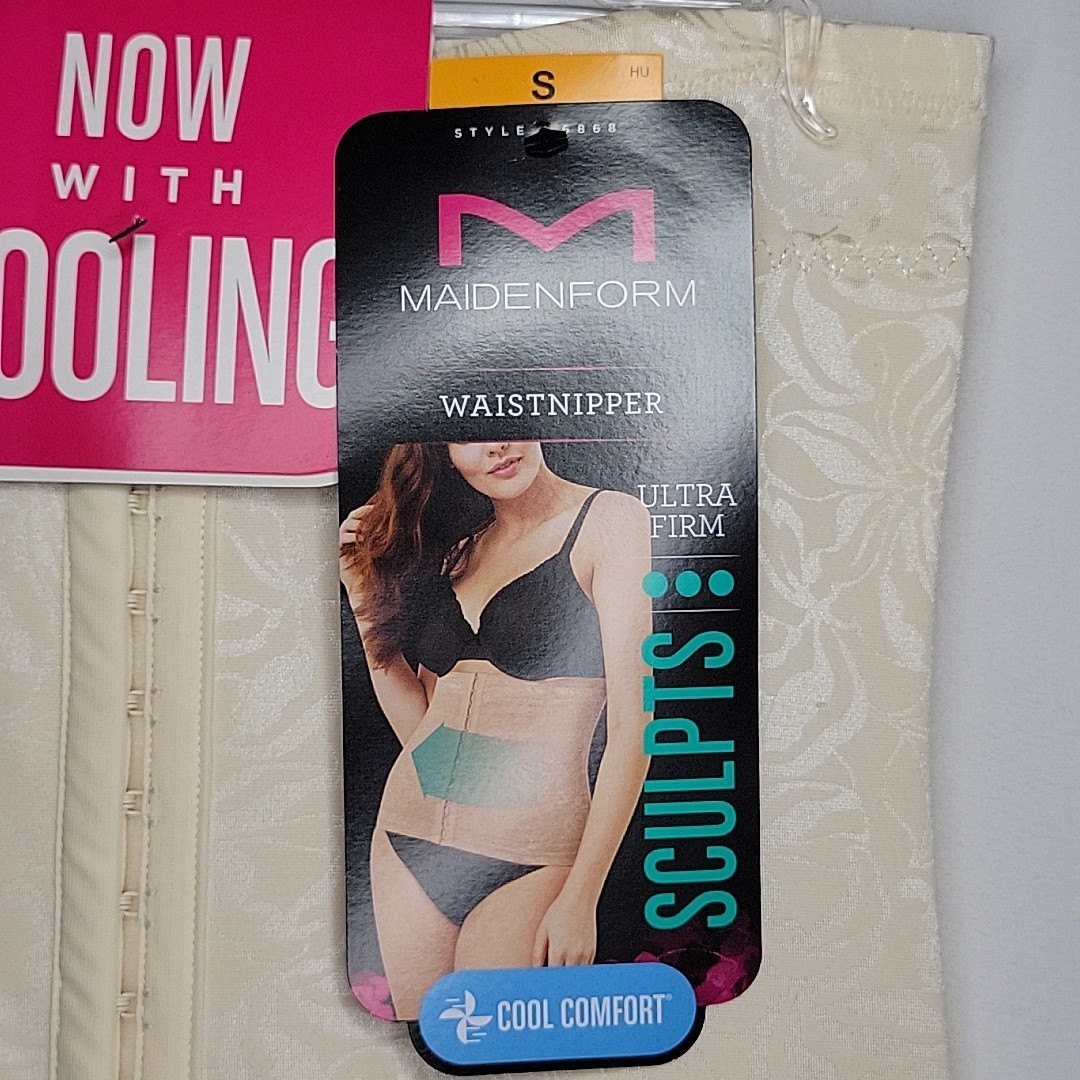 NOW
WITH
OOLING
S
HU
STYLE 6868
MAIDENFORM
WAISTNIPPER
ULTRA
FIRM
SCULPTS
COOL COMFORT®